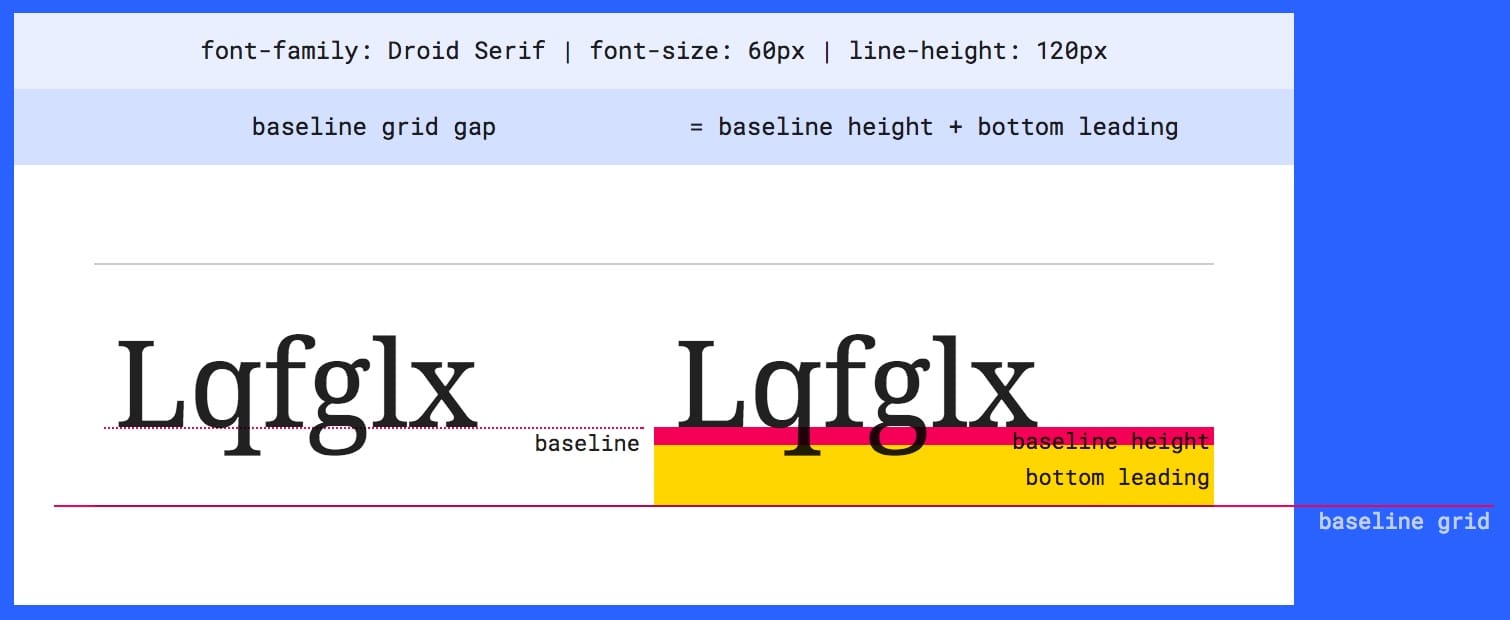 font-family: Droid Serif | font-size: 60px | line-height: 120px
baseline grid gap = baseline height + bottom leading
Lqfglx Lqfglx
baseline baseline height
bottom leading
baseline grid